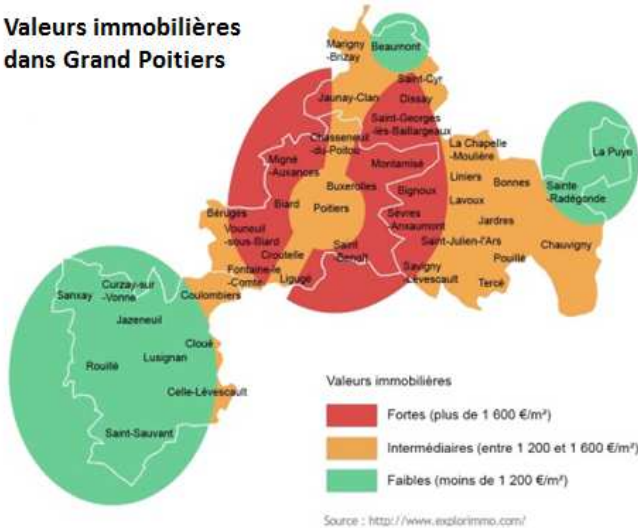 Valeurs immobilières
dans Grand Poitiers
Marigny
-Brizay
Beaumont
Saint-Cyr
Jaunay-Clan
Dissay
Saint-Georges
-lès-Baillargeaux
Chasseneuil
-du-Poitou
La Chapelle
-Moulière
La Puye
Migné
-Auxances
Montamisé
Liniers
Bonnes
Sainte
-Radégonde
Buxerolles
Bignoux
Lavoux
Biard
Poitiers
Béruges
Sèvres
-Anxaumont
Jardres
Vouneuil
-sous-Biard
Saint
-Benoît
Saint-Julien-l'Ars
Chauvigny
Croutelle
Pouillé
Fontaine-le
-Comte
Ligugé
Savigny
-Lévescault
Tercé
Sanxay
Curzay-sur
-Vonne
Coulombiers
Jazeneuil
Cloué
Rouillé
Lusignan
Celle-Lévescault
Saint-Sauvant
Valeurs immobilières
Fortes (plus de 1 600 €/m²)
Intermédiaires (entre 1 200 et 1 600 €/m²)
Faibles (moins de 1 200 €/m²)
Source : http://www.explorimmo.com/